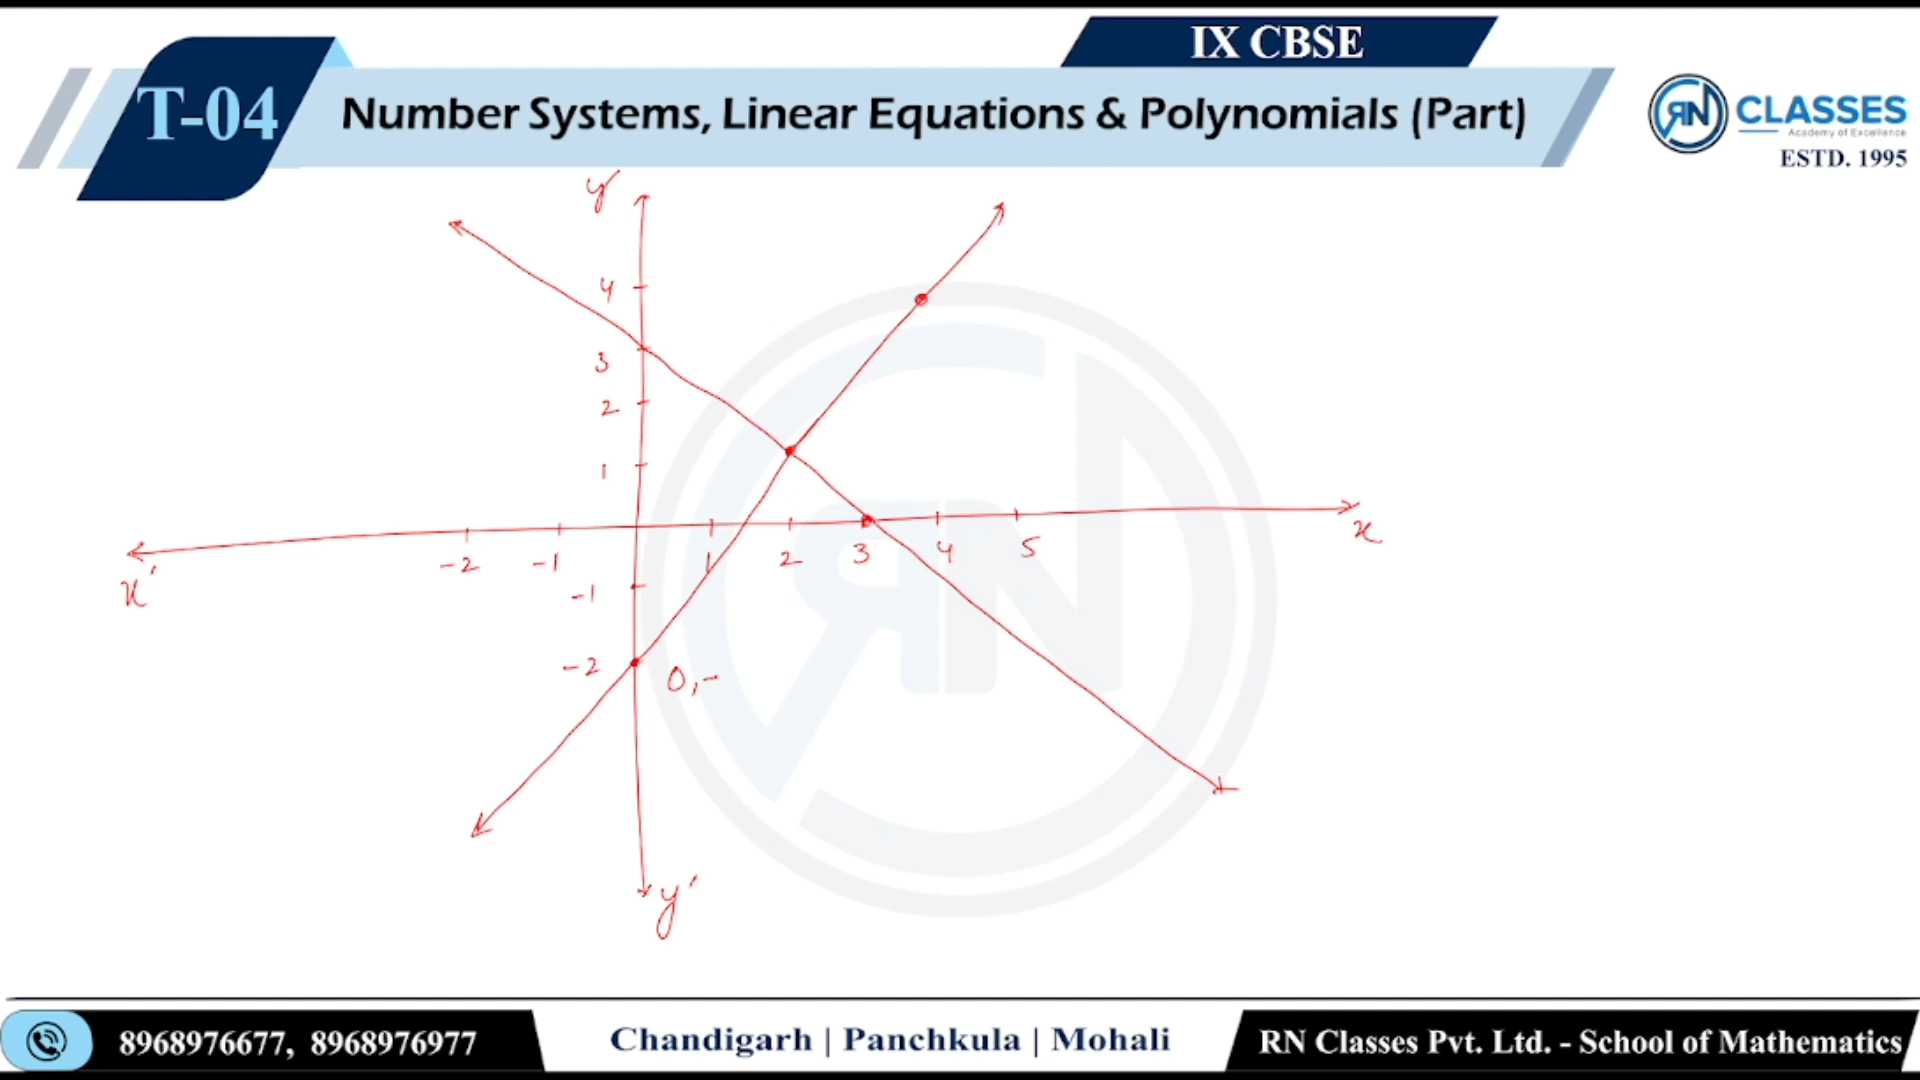 IX CBSE
T-04 Number Systems, Linear Equations & Polynomials (Part)
RN CLASSES
Academy of Excellence
ESTD. 1995
y
4
3
2
1
x' -2 -1 1 2 3 4 5 x
-1
-2 0,-
y'
RN
8968976677, 8968976977 Chandigarh | Panchkula | Mohali RN Classes Pvt. Ltd. - School of Mathematics